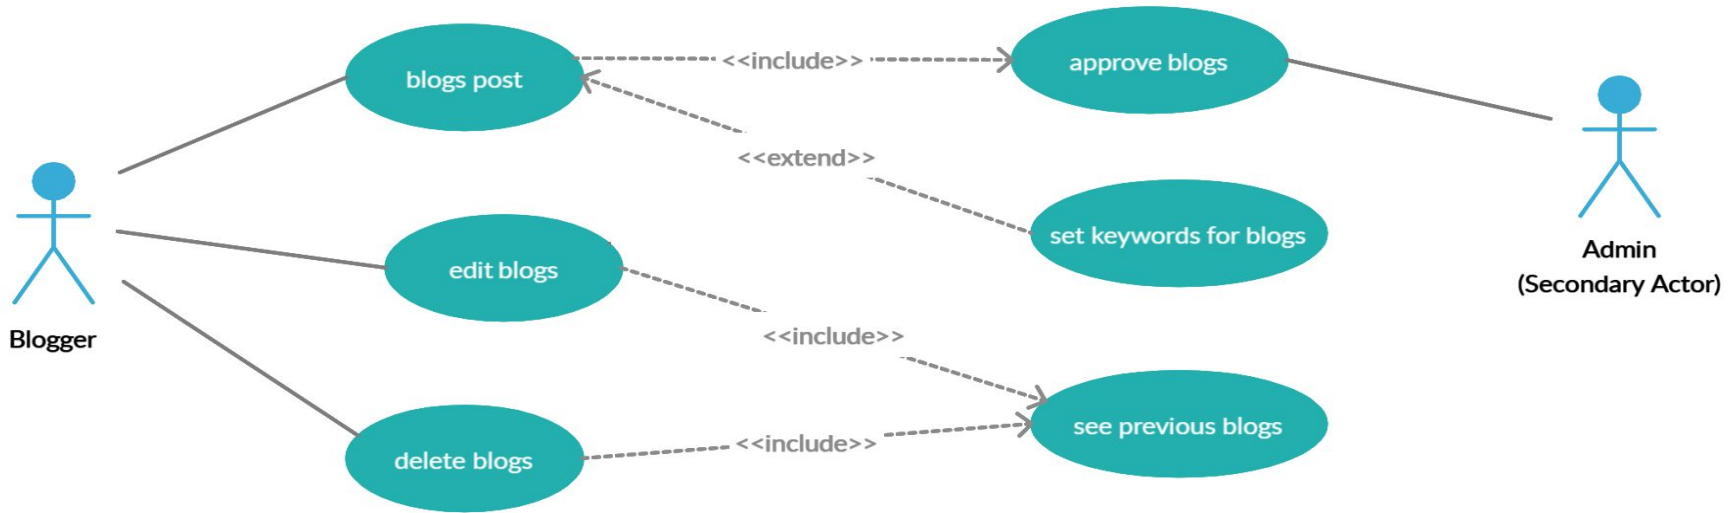 blogs post
<<include>>
approve blogs
<<extend>>
set keywords for blogs
Admin
(Secondary Actor)
edit blogs
<<include>>
Blogger
see previous blogs
<<include>>
delete blogs